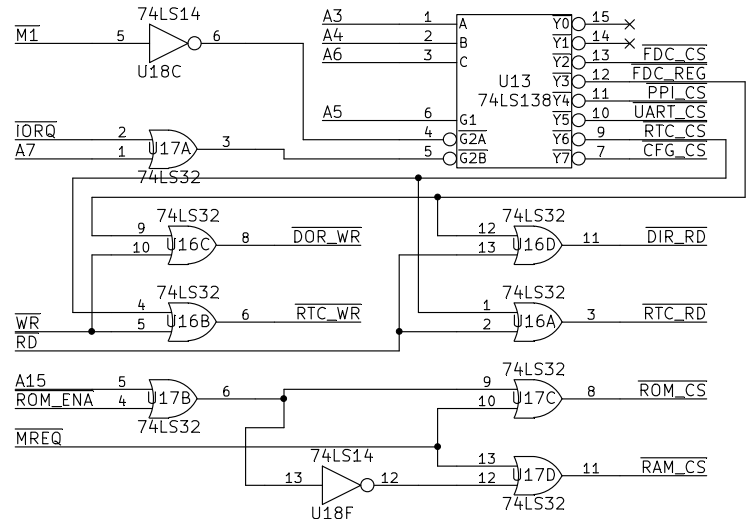 74LS14
M1 5 6
U18C
A3 1 A Y0 15
A4 2 B Y1 14
A6 3 C Y2 13 FDC_CS
U13 Y3 12 FDC_REG
74LS138 Y4 11 PPI_CS
A5 6 G1 Y5 10 UART_CS
4 G2A Y6 9 RTC_CS
5 G2B Y7 7 CFG_CS
IORQ 2
U17A 3
A7 1
74LS32
74LS32
9
U16C 8 DOR_WR
10
74LS32
12
U16D 11 DIR_RD
13
74LS32
4
U16B 6 RTC_WR
WR 5
RD
74LS32
1
U16A 3 RTC_RD
2
A15 5
U17B 6
ROM_ENA 4
74LS32
74LS32
9
U17C 8 ROM_CS
10
MREQ
74LS14
13 12
U18F
13
U17D 11 RAM_CS
12
74LS32